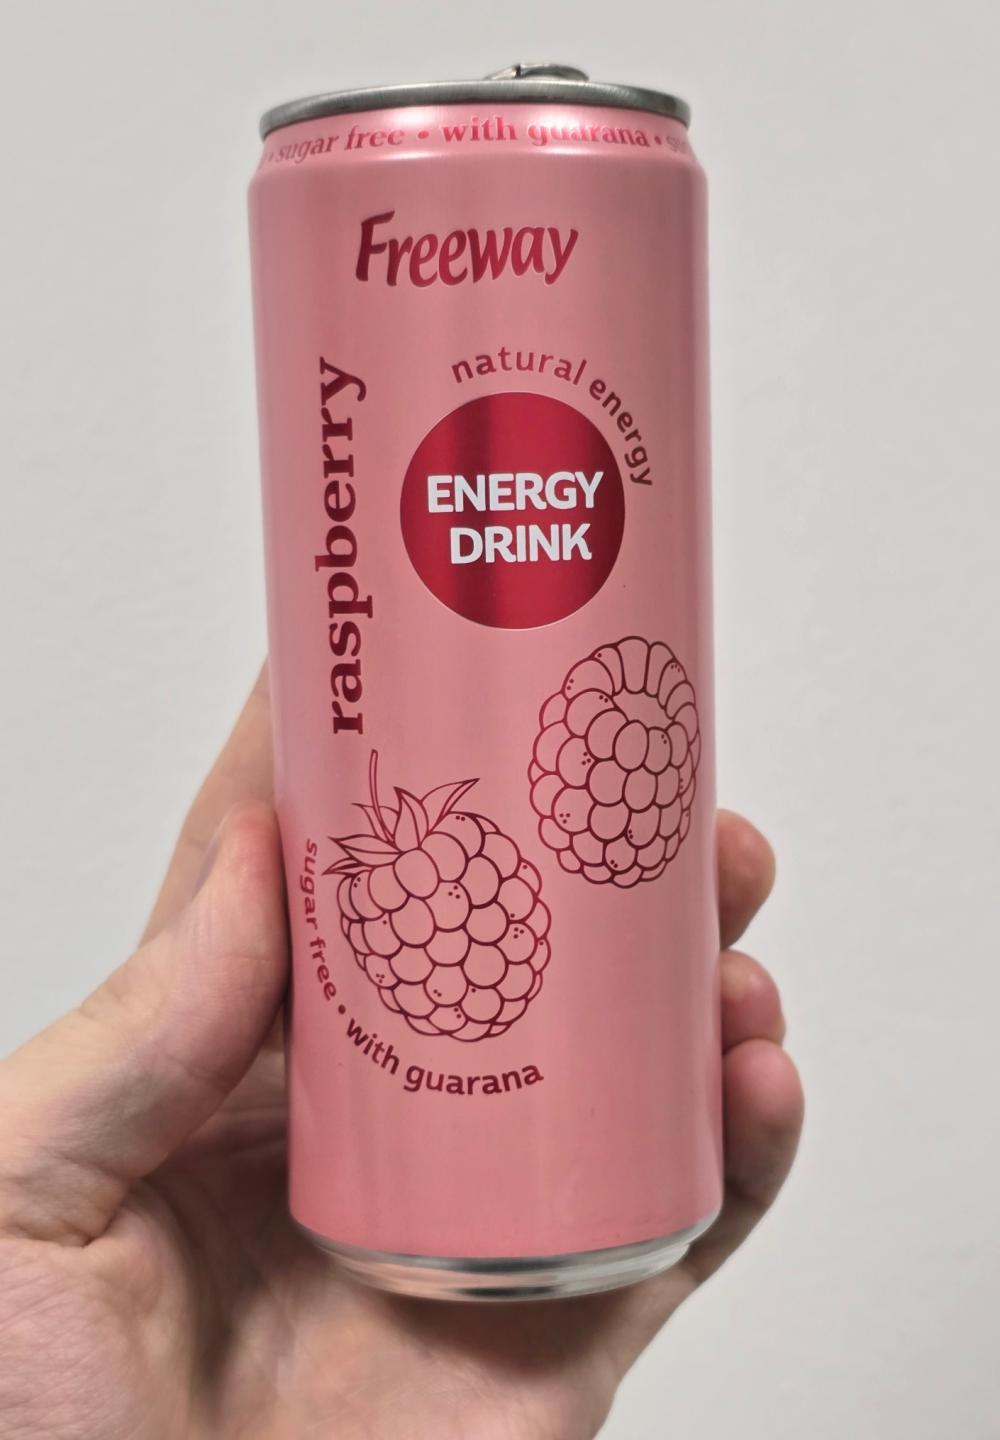 • sugar free • with guarana •
Freeway
natural energy
ENERGY
DRINK
raspberry
sugar free • with guarana